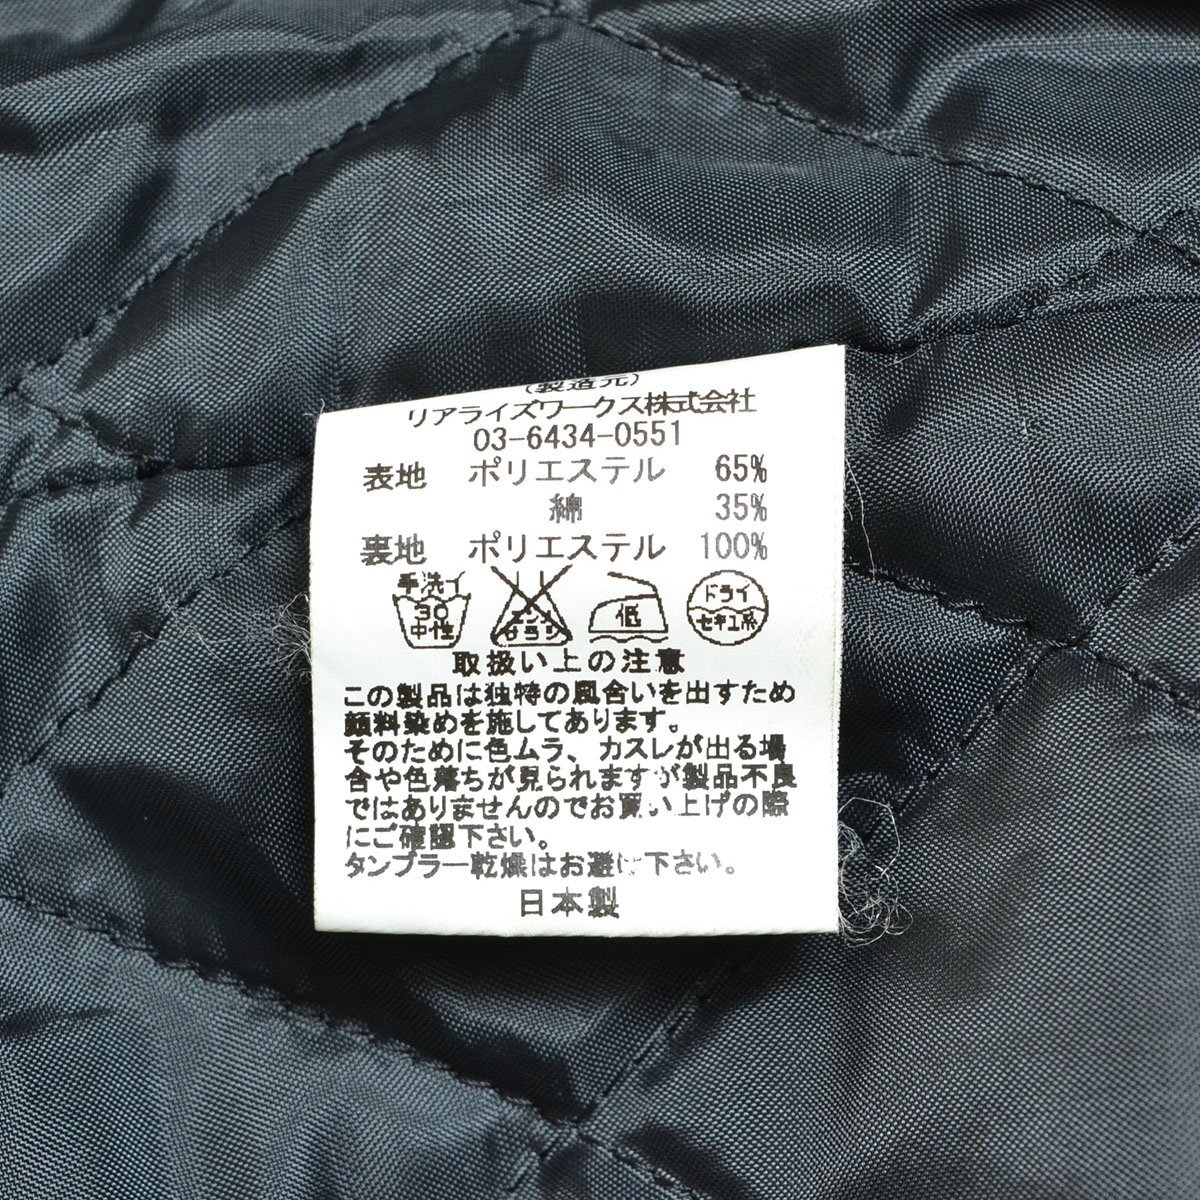 (製造元)
リアライズワークス株式会社
03-6434-0551
表地 ポリエステル 65%
綿 35%
裏地 ポリエステル 100%
手洗イ 30 中性
エンソサラシ
低
ドライ セキユ系
取扱い上の注意
この製品は独特の風合いを出すため
顔料染めを施してあります。
そのために色ムラ、カスレが出る場
合や色落ちが見られますが製品不良
ではありませんのでお買い上げの際
にご確認下さい。
タンブラー乾燥はお避け下さい。
日本製